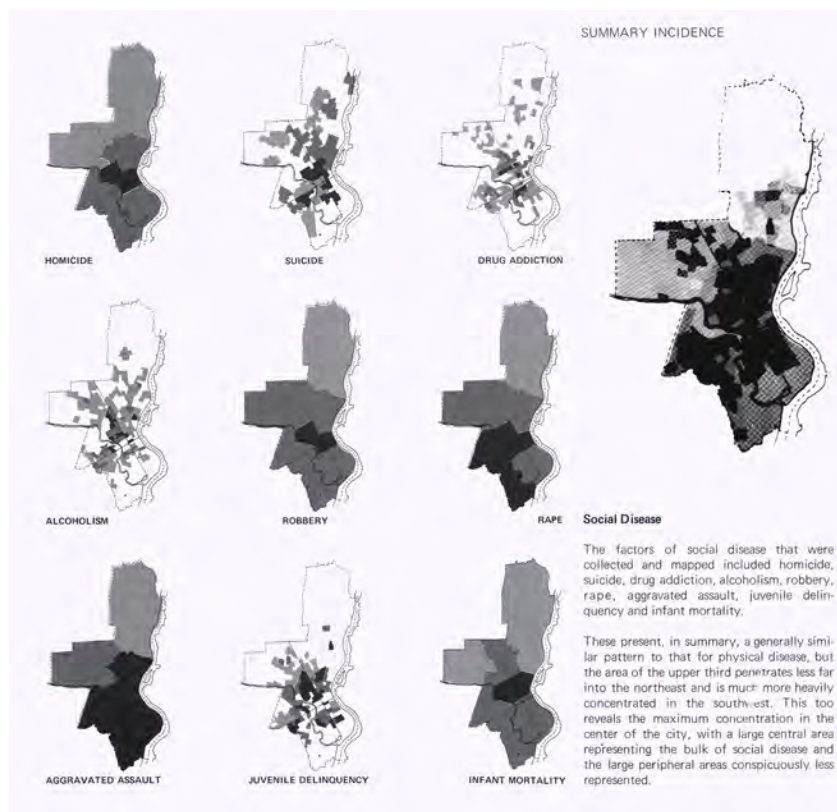 SUMMARY INCIDENCE
HOMICIDE
SUICIDE
DRUG ADDICTION
ALCOHOLISM
ROBBERY
RAPE
AGGRAVATED ASSAULT
JUVENILE DELINQUENCY
INFANT MORTALITY
Social Disease
The factors of social disease that were
collected and mapped included homicide,
suicide, drug addiction, alcoholism, robbery,
rape, aggravated assault, juvenile delin-
quency and infant mortality.
These present, in summary, a generally simi-
lar pattern to that for physical disease, but
the area of the upper third penetrates less far
into the northeast and is much more heavily
concentrated in the southwest. This too
reveals the maximum concentration in the
center of the city, with a large central area
representing the bulk of social disease and
the large peripheral areas conspicuously less
represented.